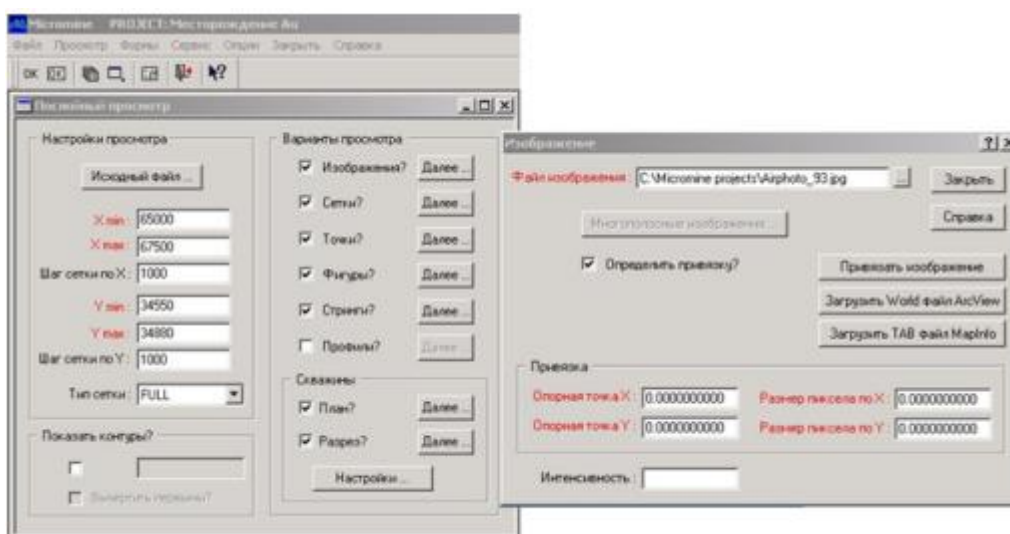 Micromine PROJECT: Месторождение Au
Файл Просмотр Формы Сервис Опции Закрыть Справка
OK
Послойный просмотр
Настройки просмотра
Исходный файл ...
X min : 65000
X max : 67500
Шаг сетки по X : 1000
Y min : 34550
Y max : 34880
Шаг сетки по Y : 1000
Тип сетки : FULL
Показать контуры?
Вычертить первыми?
Варианты просмотра
Изображения? Далее ...
Сетки? Далее ...
Точки? Далее ...
Фигуры? Далее ...
Стринги? Далее ...
Профили? Далее ...
Скважины
План? Далее ...
Разрез? Далее ...
Настройки ...
Изображение
Файл изображения : C:\Micromine projects\Airphoto_93.jpg ...
Закрыть
Многополосные изображения ...
Справка
Определить привязку?
Привязать изображение
Загрузить World файл ArcView
Загрузить TAB файл MapInfo
Привязка
Опорная точка X : 0.0000000000 Размер пиксела по X : 0.0000000000
Опорная точка Y : 0.0000000000 Размер пиксела по Y : 0.0000000000
Интенсивность :